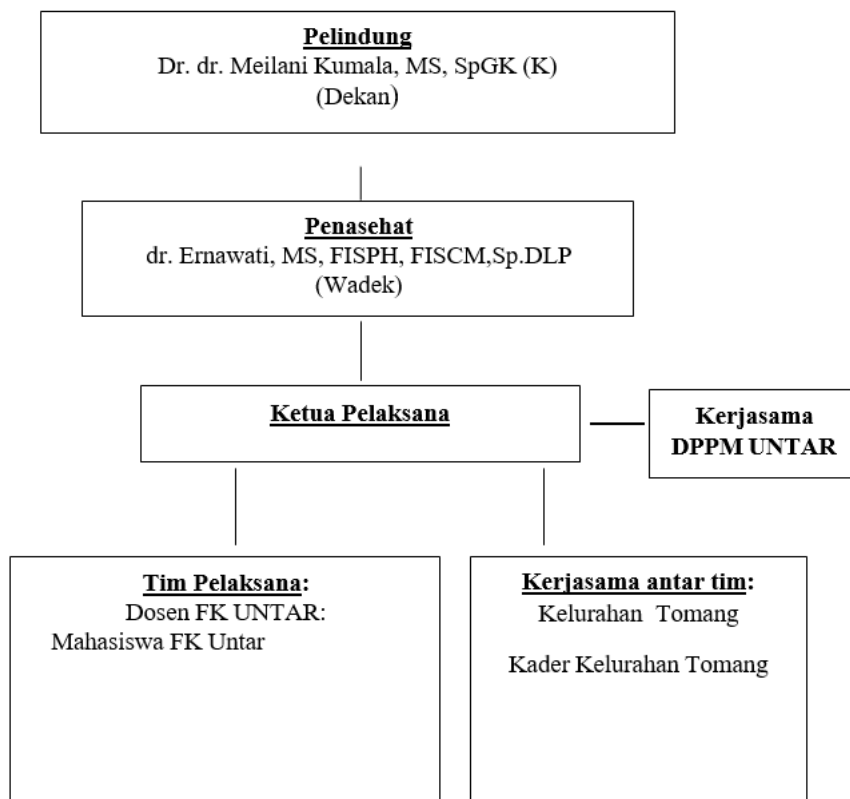 Pelindung
Dr. dr. Meilani Kumala, MS, SpGK (K)
(Dekan)
Penasehat
dr. Ernawati, MS, FISPH, FISCM,Sp.DLP
(Wadek)
Ketua Pelaksana
Kerjasama
DPPM UNTAR
Tim Pelaksana:
Dosen FK UNTAR:
Mahasiswa FK Untar
Kerjasama antar tim:
Kelurahan Tomang
Kader Kelurahan Tomang